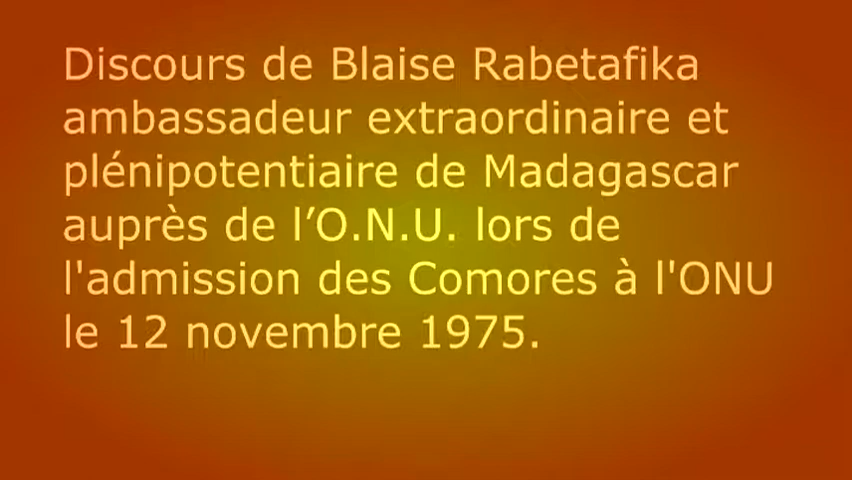 Discours de Blaise Rabetafika
ambassadeur extraordinaire et
plénipotentiaire de Madagascar
auprès de l’O.N.U. lors de
l'admission des Comores à l'ONU
le 12 novembre 1975.